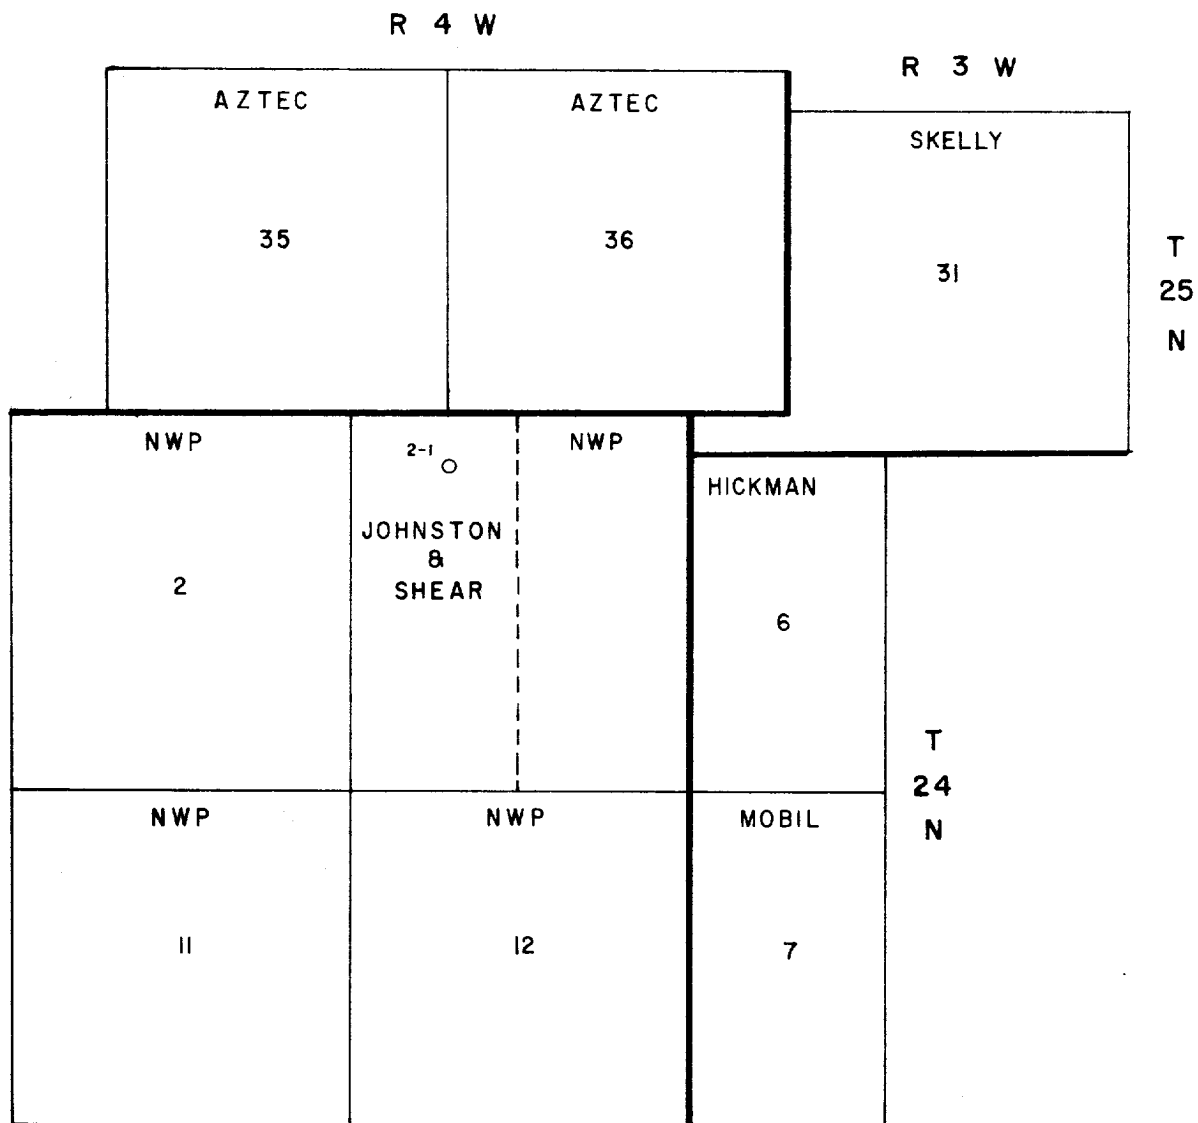 R 4 W
R 3 W
AZTEC
AZTEC
SKELLY
35
36
31
T
25
N
NWP
2-1
NWP
HICKMAN
JOHNSTON
&
SHEAR
2
6
T
24
N
NWP
NWP
MOBIL
11
12
7